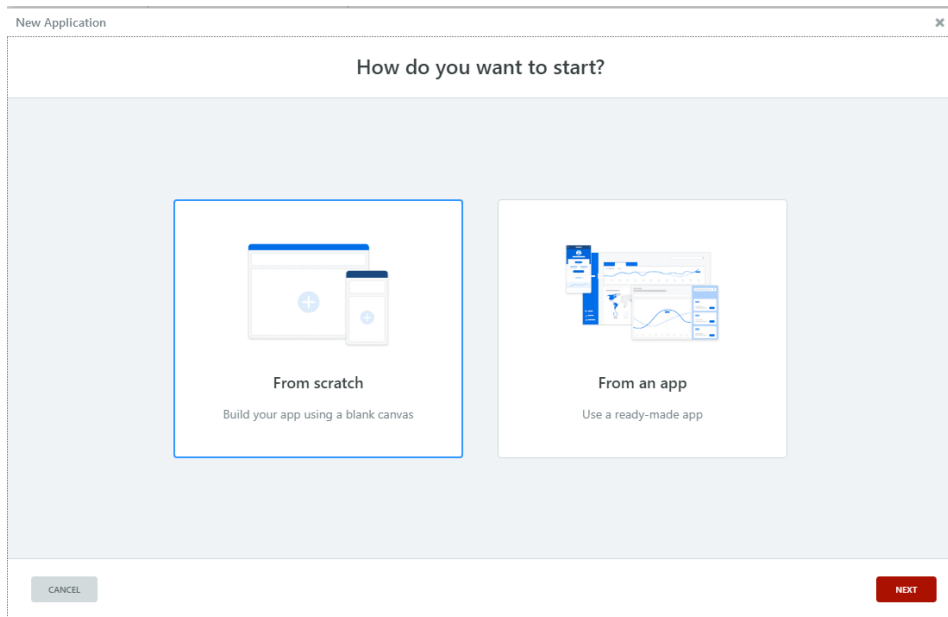 New Application
How do you want to start?
From scratch
Build your app using a blank canvas
From an app
Use a ready-made app
CANCEL
NEXT